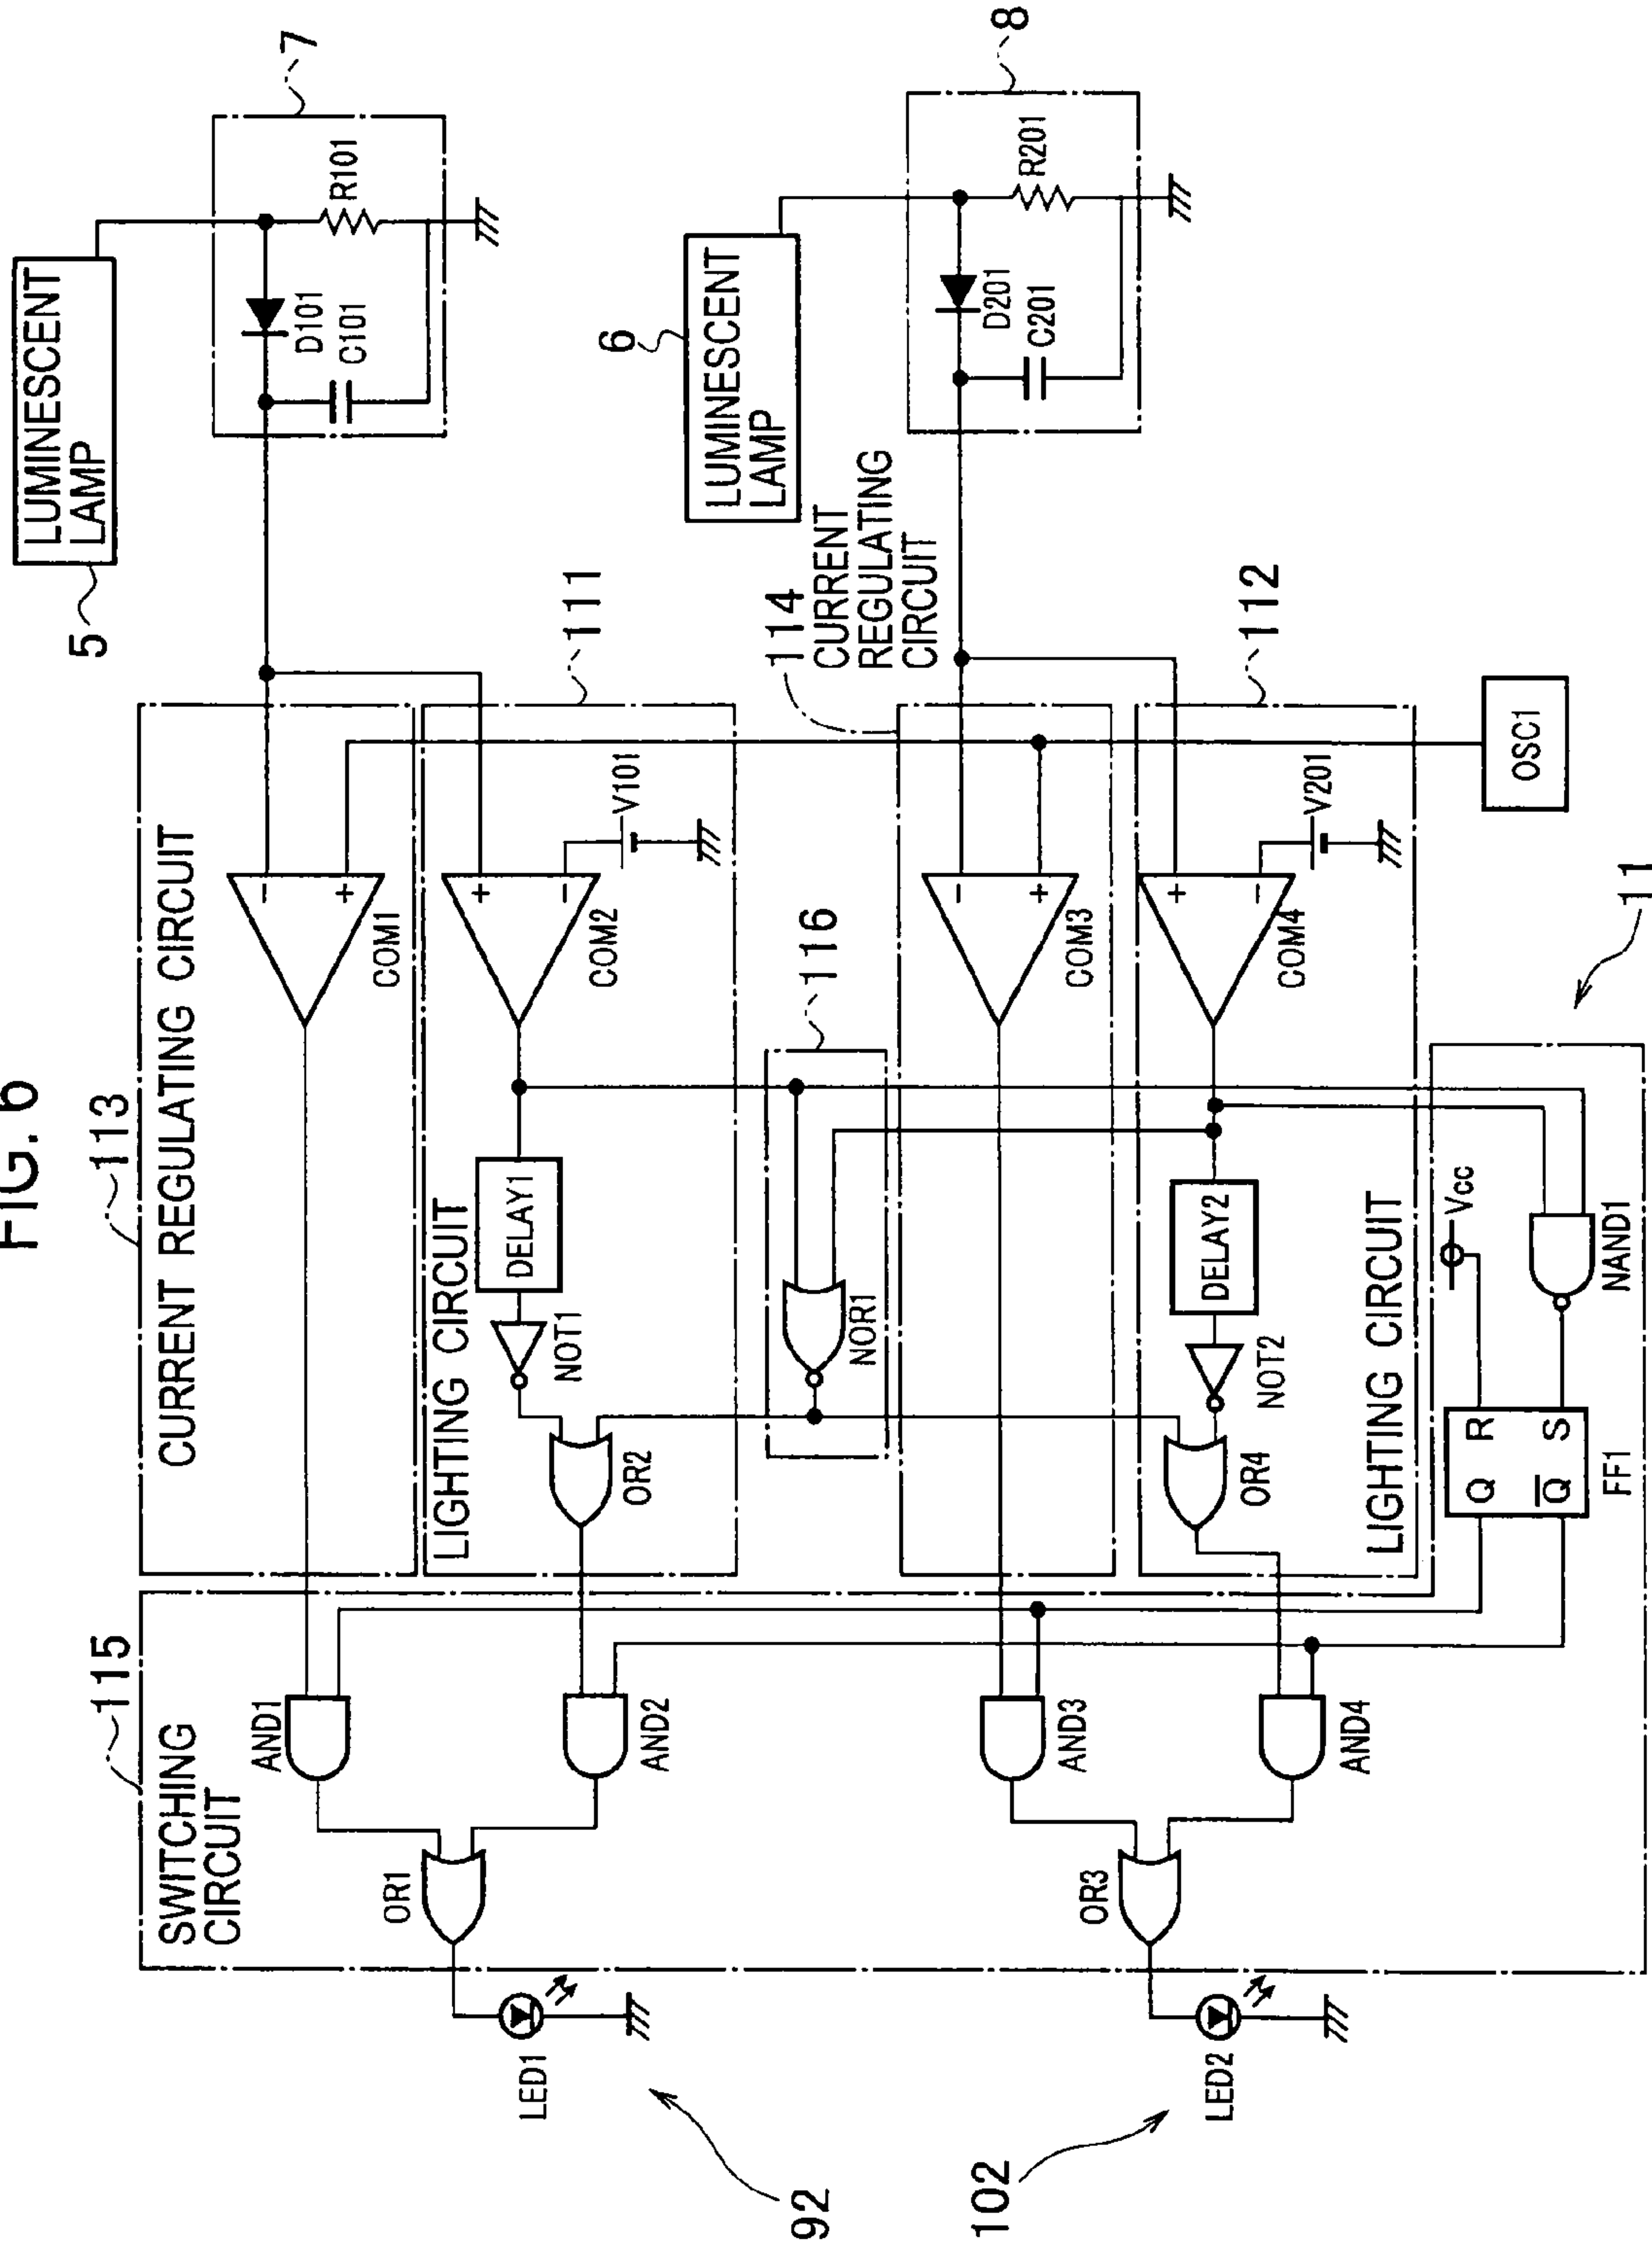 FIG. 6
115
SWITCHING
CIRCUIT
113
CURRENT REGULATING CIRCUIT
5
LUMINESCENT
LAMP
7
D101
C101
R101
AND1
COM1
OR1
LED1
92
AND2
LIGHTING CIRCUIT
OR2
NOT1
DELAY1
COM2
+
−
−
+
V101
111
116
NOR1
6
LUMINESCENT
LAMP
8
D201
C201
R201
114
CURRENT
REGULATING
CIRCUIT
−
+
COM3
AND3
OR3
LED2
102
AND4
OR4
NOT2
DELAY2
+
−
COM4
V201
112
LIGHTING CIRCUIT
OSC1
Vcc
Q R
Q S
FF1
NAND1
11